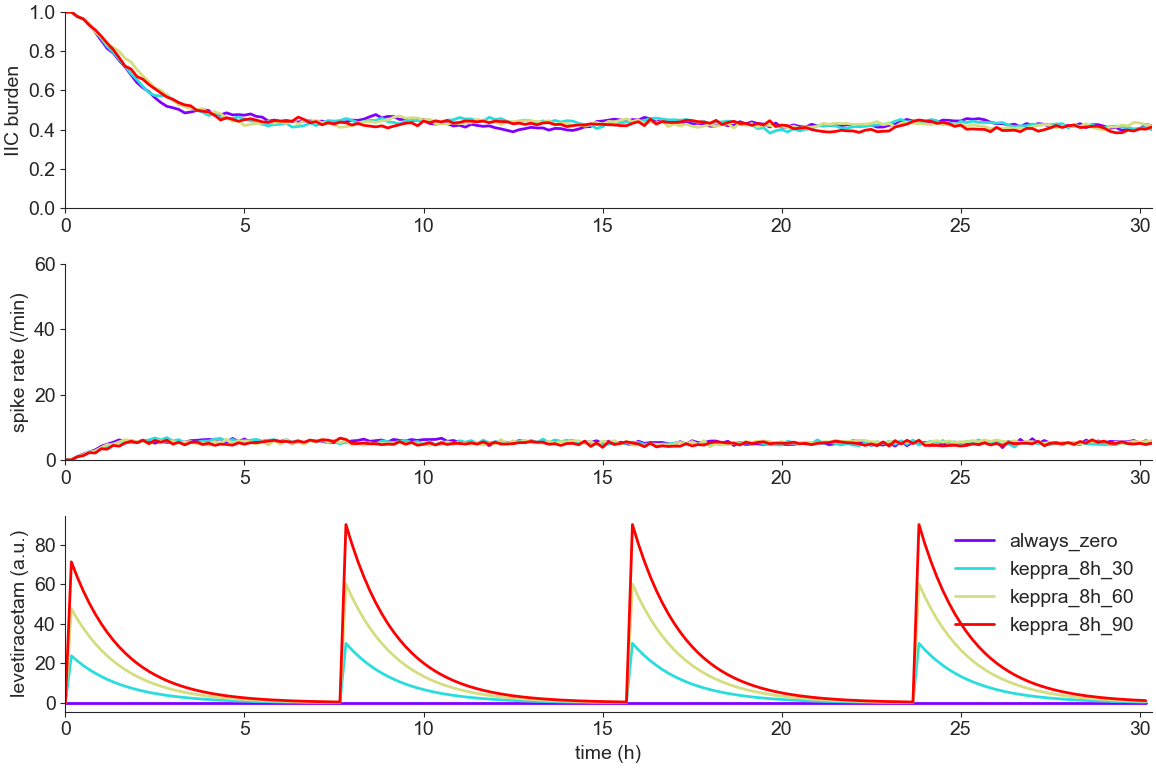 IIC burden
1.0
0.8
0.6
0.4
0.2
0.0
0 5 10 15 20 25 30
spike rate (/min)
60
40
20
0
0 5 10 15 20 25 30
levetiracetam (a.u.)
80
60
40
20
0
always_zero
keppra_8h_30
keppra_8h_60
keppra_8h_90
0 5 10 15 20 25 30
time (h)